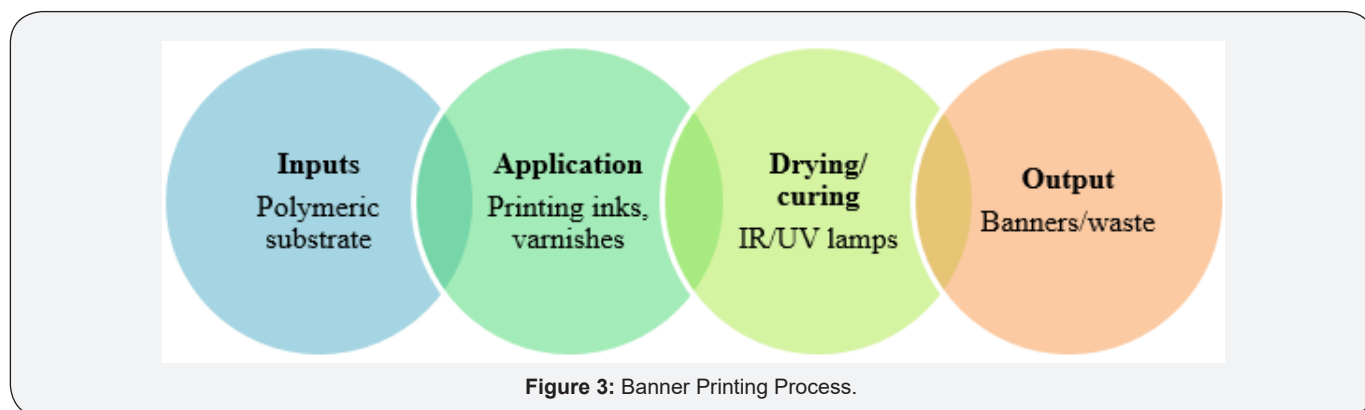 Inputs
Polymeric
substrate
Application
Printing inks,
varnishes
Drying/
curing
IR/UV lamps
Output
Banners/waste
Figure 3: Banner Printing Process.